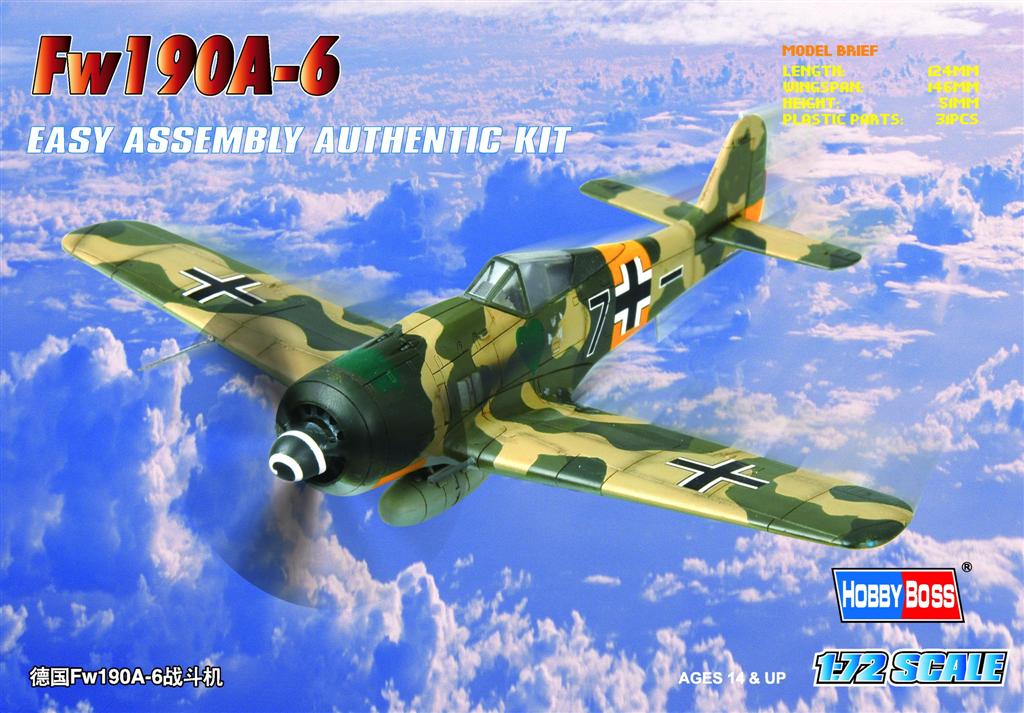 Fw190A-6
EASY ASSEMBLY AUTHENTIC KIT
MODEL BRIEF
LENGTH: 124MM
WINGSPAN: 146MM
HEIGHT: 51MM
PLASTIC PARTS: 31PCS
7
HOBBY BOSS ®
德国Fw190A-6战斗机
AGES 14 & UP
1:72 SCALE